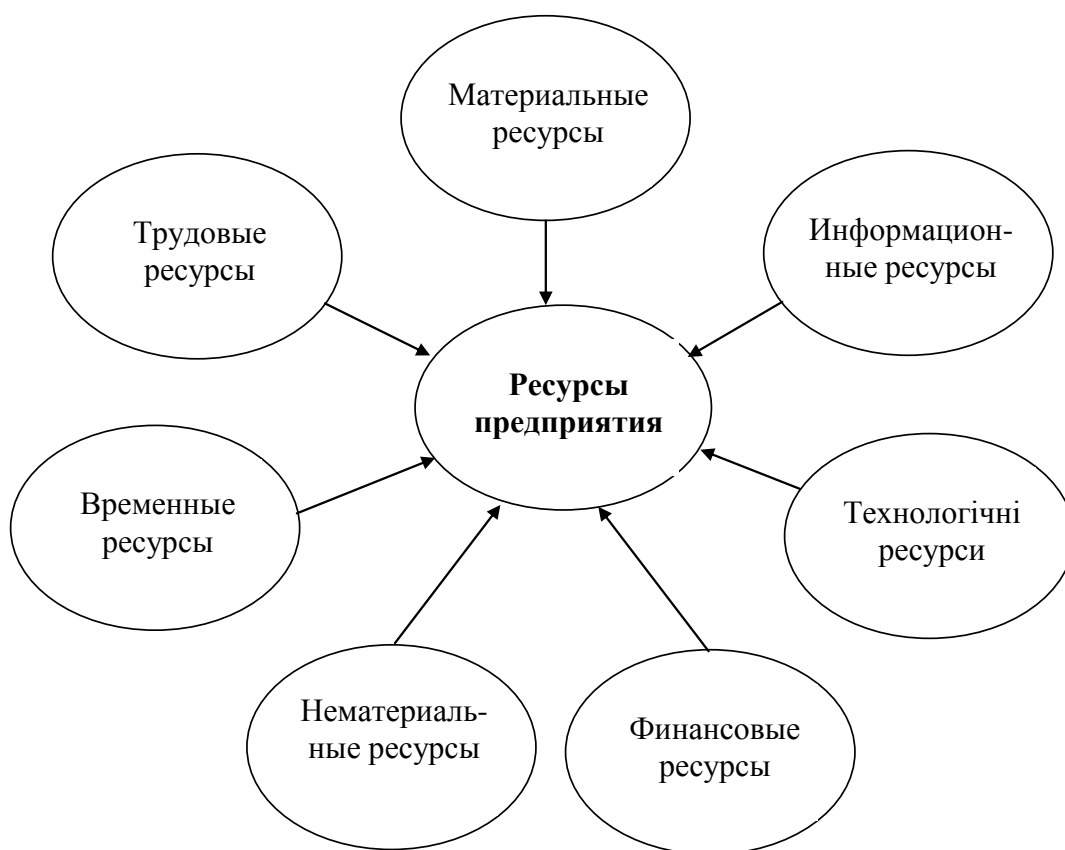 Материальные
ресурсы
Трудовые
ресурсы
Информацион-
ные ресурсы
Ресурсы
предприятия
Временные
ресурсы
Технологічні
ресурси
Нематериаль-
ные ресурсы
Финансовые
ресурсы